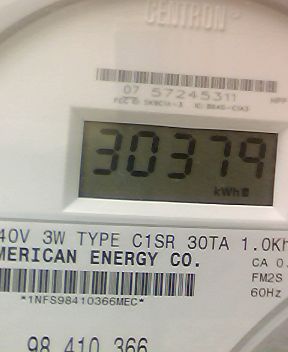 CENTRON
07 57245311
30379
kWh
40V 3W TYPE C1SR 30TA 1.0Kh
MERICAN ENERGY CO.
CA 0.
FM2S
*1NFS98410366MEC*
60Hz
98 410 366